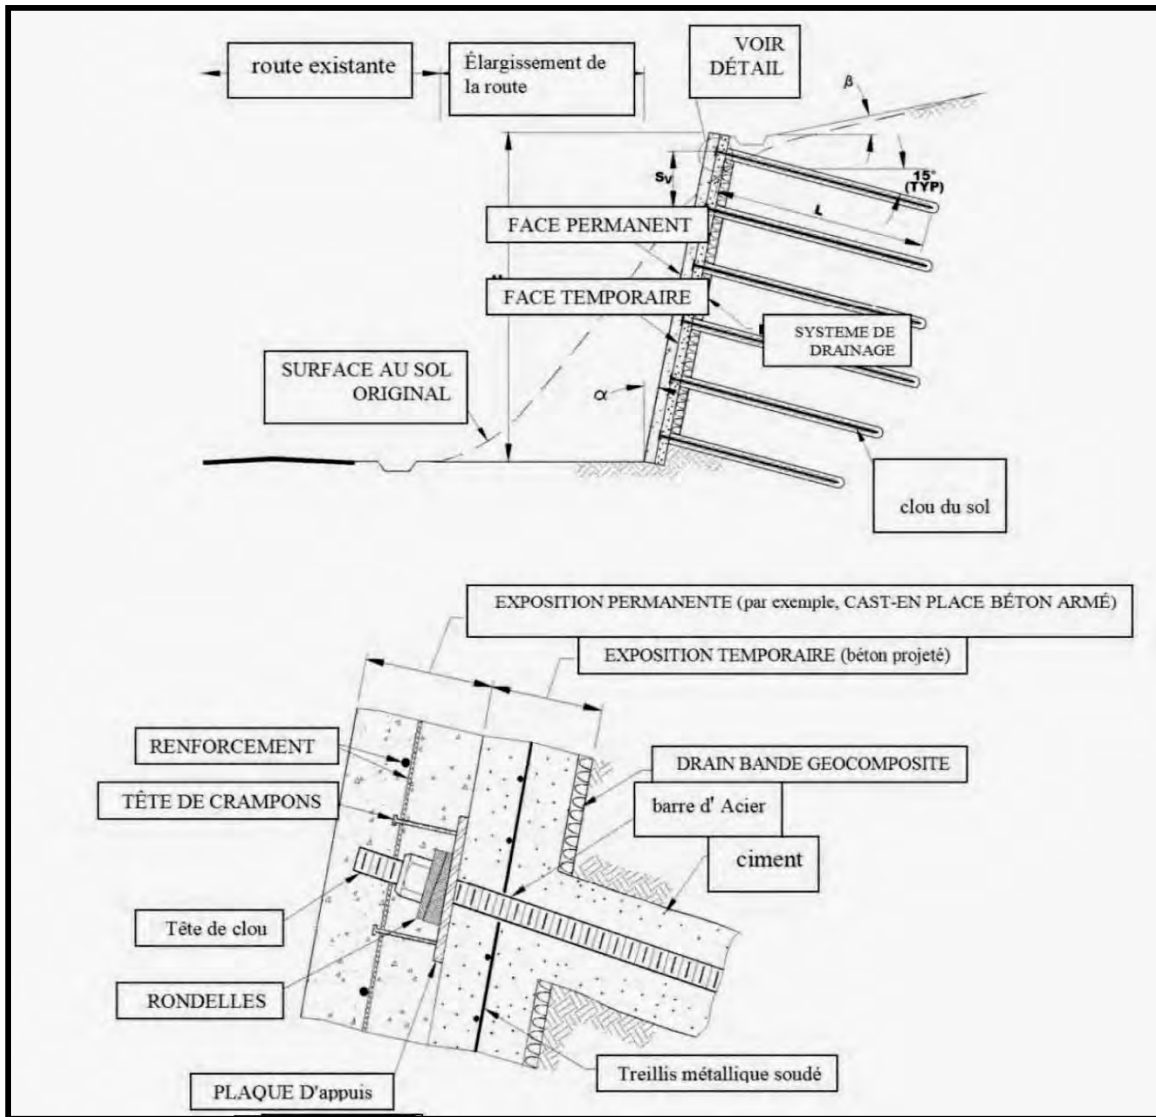 route existante
Élargissement de
la route
VOIR
DÉTAIL
β
15°
(TYP)
SV
L
FACE PERMANENT
FACE TEMPORAIRE
SYSTEME DE
DRAINAGE
SURFACE AU SOL
ORIGINAL
α
clou du sol
EXPOSITION PERMANENTE (par exemple, CAST-EN PLACE BÉTON ARMÉ)
EXPOSITION TEMPORAIRE (béton projeté)
RENFORCEMENT
DRAIN BANDE GEOCOMPOSITE
TÊTE DE CRAMPONS
barre d' Acier
ciment
Tête de clou
RONDELLES
Treillis métallique soudé
PLAQUE D'appuis